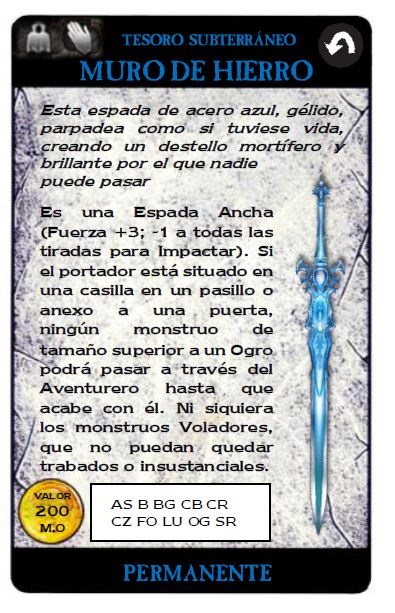 TESORO SUBTERRÁNEO
MURO DE HIERRO
Esta espada de acero azul, gélido,
parpadea como si tuviese vida,
creando un destello mortífero y
brillante por el que nadie
puede pasar
Es una Espada Ancha
(Fuerza +3; -1 a todas las
tiradas para Impactar). Si
el portador está situado en
una casilla en un pasillo o
anexo a una puerta,
ningún monstruo de
tamaño superior a un Ogro
podrá pasar a través del
Aventurero hasta que
acabe con él. Ni siquiera
los monstruos Voladores,
que no puedan quedar
trabados o insustanciales.
VALOR
200
M.O
AS B BG CB CR
CZ FO LU OG SR
PERMANENTE